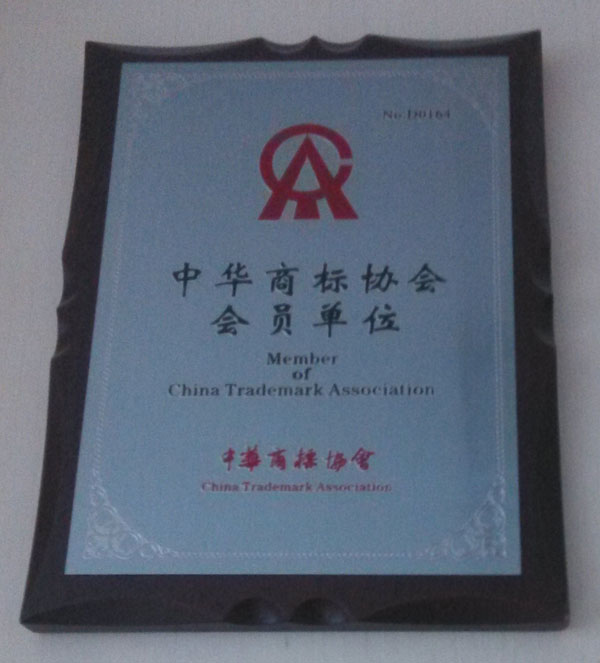 No.D0164
中华商标协会
会员单位
Member
of
China Trademark Association
中華商標協會
China Trademark Association